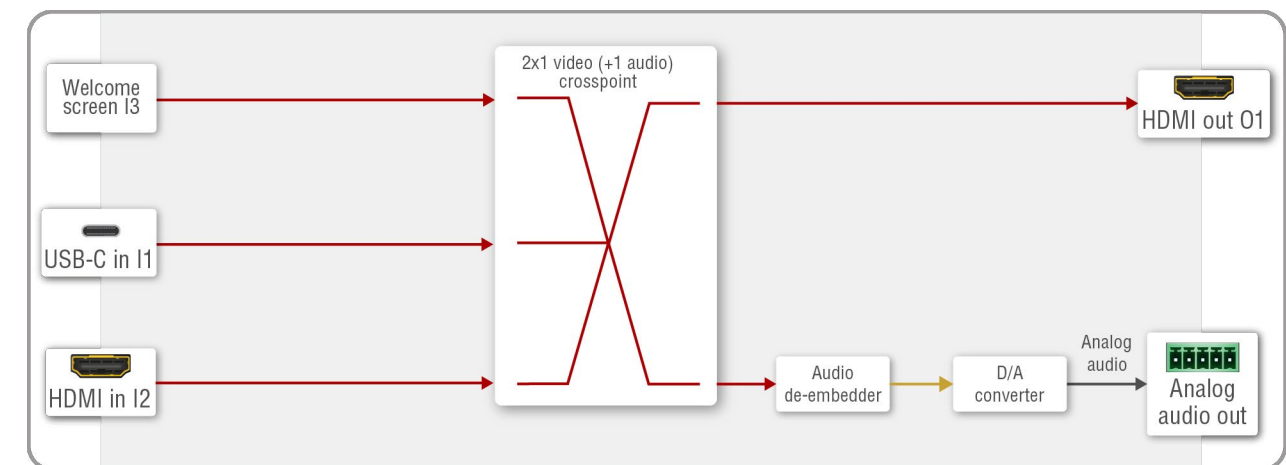 Welcome
screen I3
2x1 video (+1 audio)
crosspoint
HDMI out O1
USB-C in I1
HDMI in I2
Audio
de-embedder
D/A
converter
Analog
audio
Analog
audio out